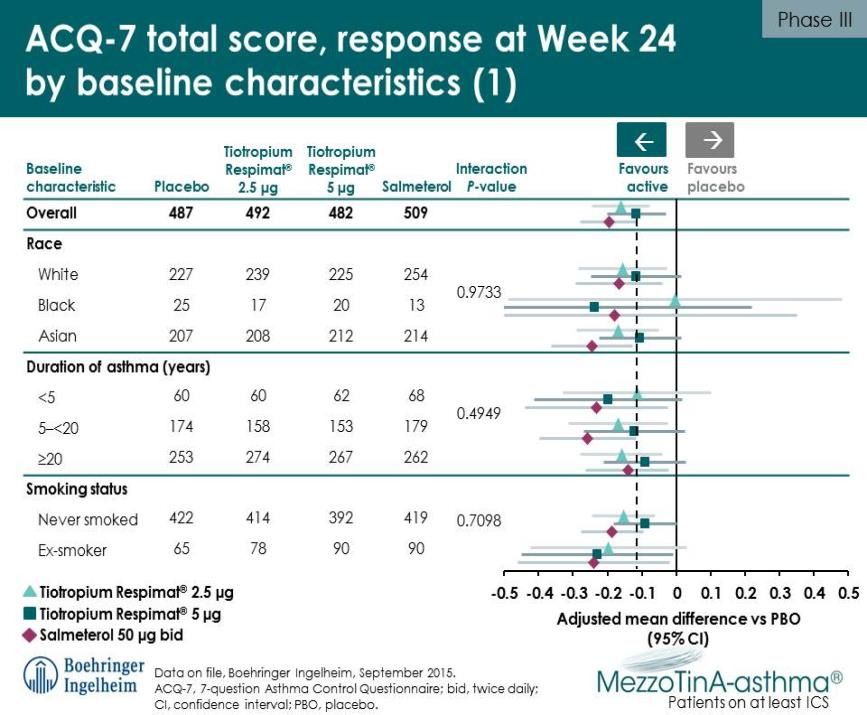 Phase III
ACQ-7 total score, response at Week 24
by baseline characteristics (1)
Baseline
characteristic
Placebo
Tiotropium
Respimat®
2.5 µg
Tiotropium
Respimat®
5 µg
Salmeterol
Interaction
P-value
Favours
active
Favours
placebo
Overall 487 492 482 509
Race
White 227 239 225 254
0.9733
Black 25 17 20 13
Asian 207 208 212 214
Duration of asthma (years)
<5 60 60 62 68
0.4949
5–<20 174 158 153 179
≥20 253 274 267 262
Smoking status
Never smoked 422 414 392 419 0.7098
Ex-smoker 65 78 90 90
-0.5 -0.4 -0.3 -0.2 -0.1 0 0.1 0.2 0.3 0.4 0.5
Adjusted mean difference vs PBO
(95% CI)
Tiotropium Respimat® 2.5 µg
Tiotropium Respimat® 5 µg
Salmeterol 50 µg bid
Boehringer
Ingelheim
Data on file, Boehringer Ingelheim, September 2015.
ACQ-7, 7-question Asthma Control Questionnaire; bid, twice daily;
CI, confidence interval; PBO, placebo.
MezzoTinA-asthma®
Patients on at least ICS